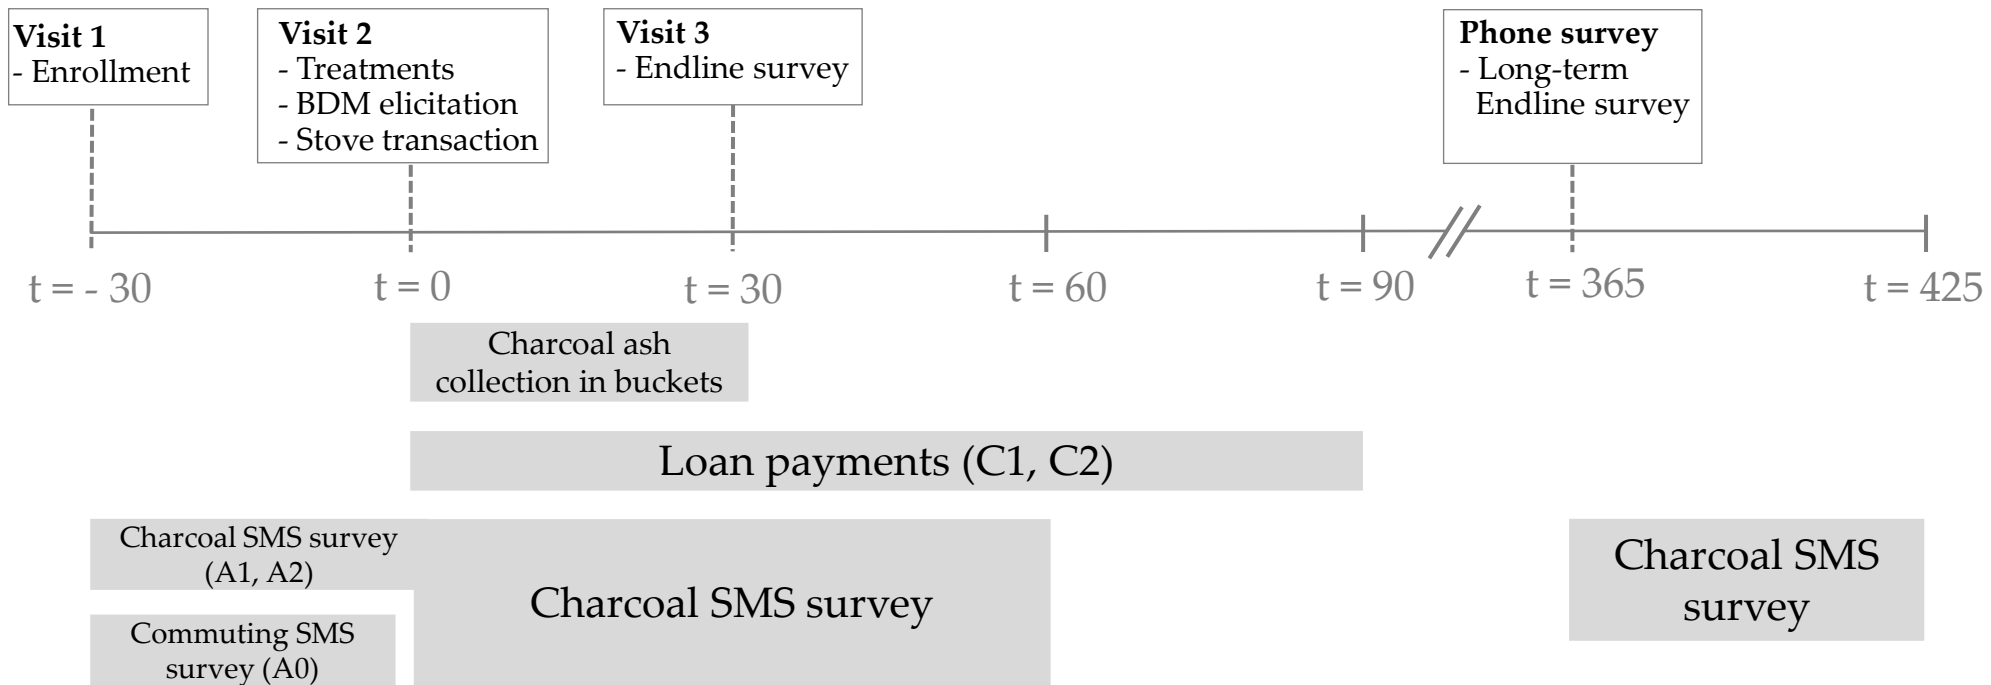 Visit 1
- Enrollment
Visit 2
- Treatments
- BDM elicitation
- Stove transaction
Visit 3
- Endline survey
Phone survey
- Long-term
Endline survey
t = - 30
t = 0
t = 30
t = 60
t = 90
t = 365
t = 425
Charcoal ash
collection in buckets
Loan payments (C1, C2)
Charcoal SMS survey
(A1, A2)
Commuting SMS
survey (A0)
Charcoal SMS survey
Charcoal SMS
survey